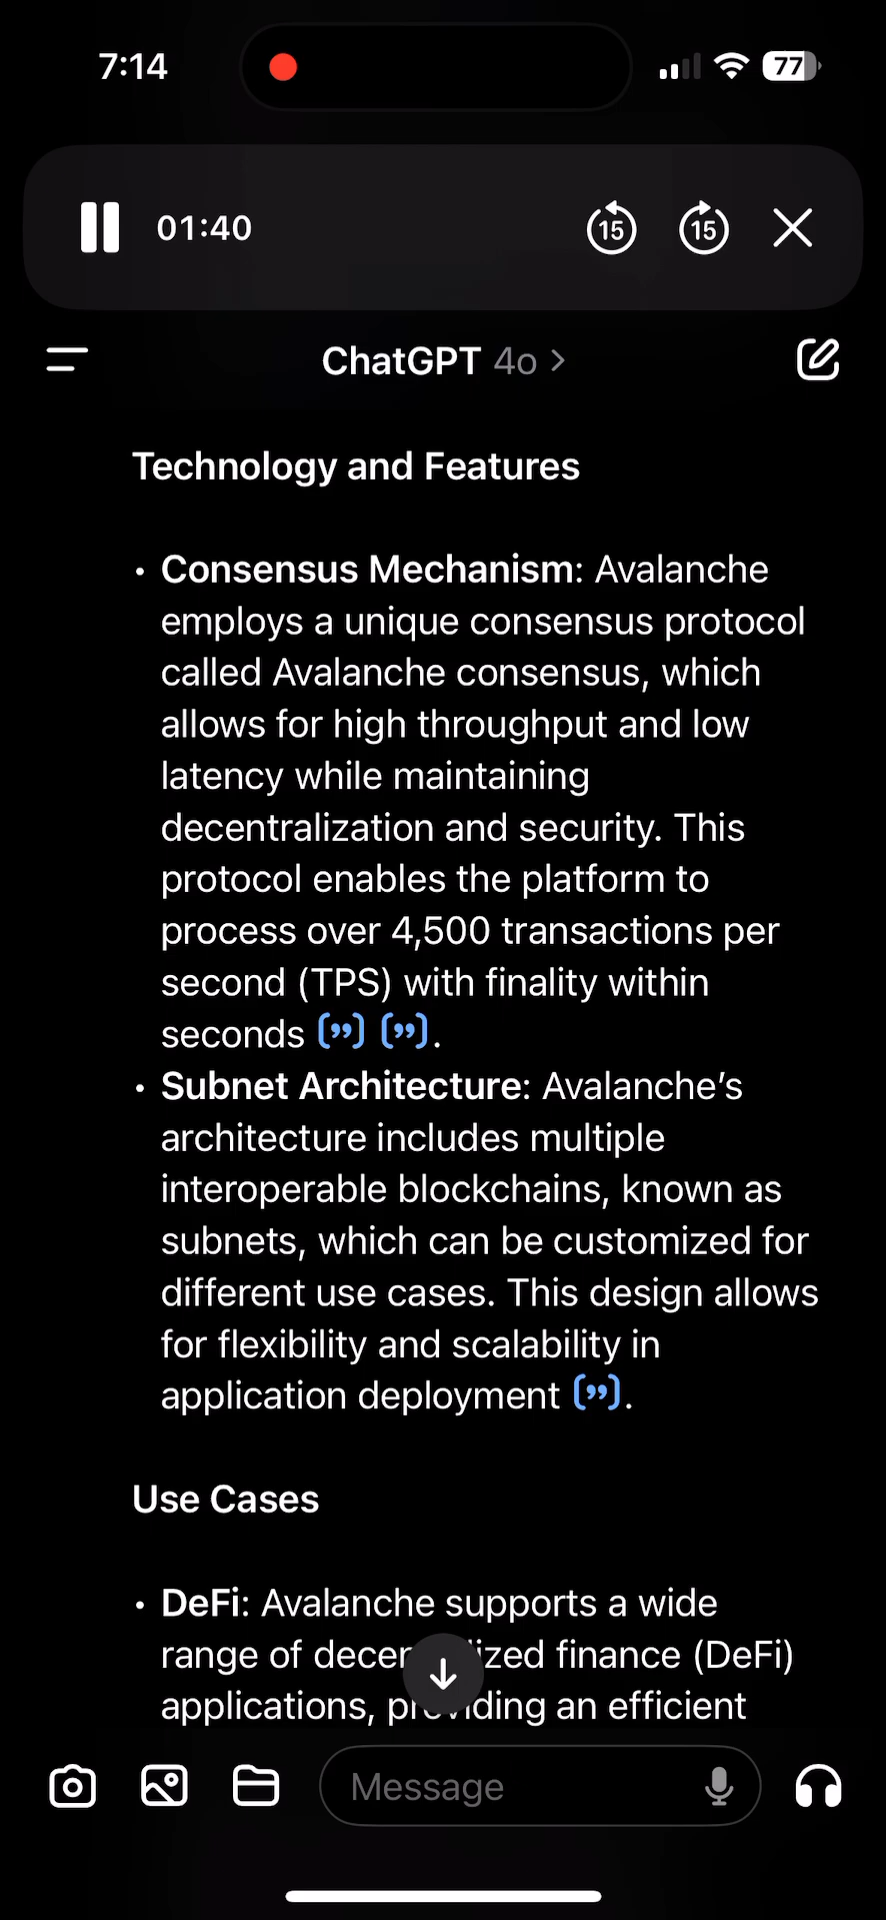 7:14
77
01:40
15
15
ChatGPT 4o >
Technology and Features
• Consensus Mechanism: Avalanche
employs a unique consensus protocol
called Avalanche consensus, which
allows for high throughput and low
latency while maintaining
decentralization and security. This
protocol enables the platform to
process over 4,500 transactions per
second (TPS) with finality within
seconds [”] [”].
• Subnet Architecture: Avalanche’s
architecture includes multiple
interoperable blockchains, known as
subnets, which can be customized for
different use cases. This design allows
for flexibility and scalability in
application deployment [”].
Use Cases
• DeFi: Avalanche supports a wide
range of finance (DeFi)
applications, providing an efficient
Message